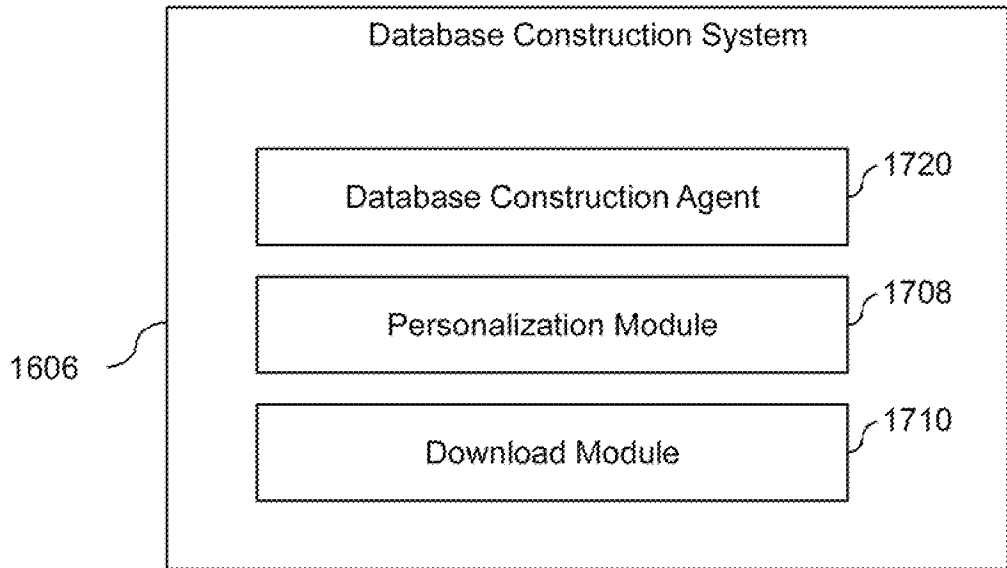 Database Construction System
Database Construction Agent
1720
Personalization Module
1708
1606
Download Module
1710